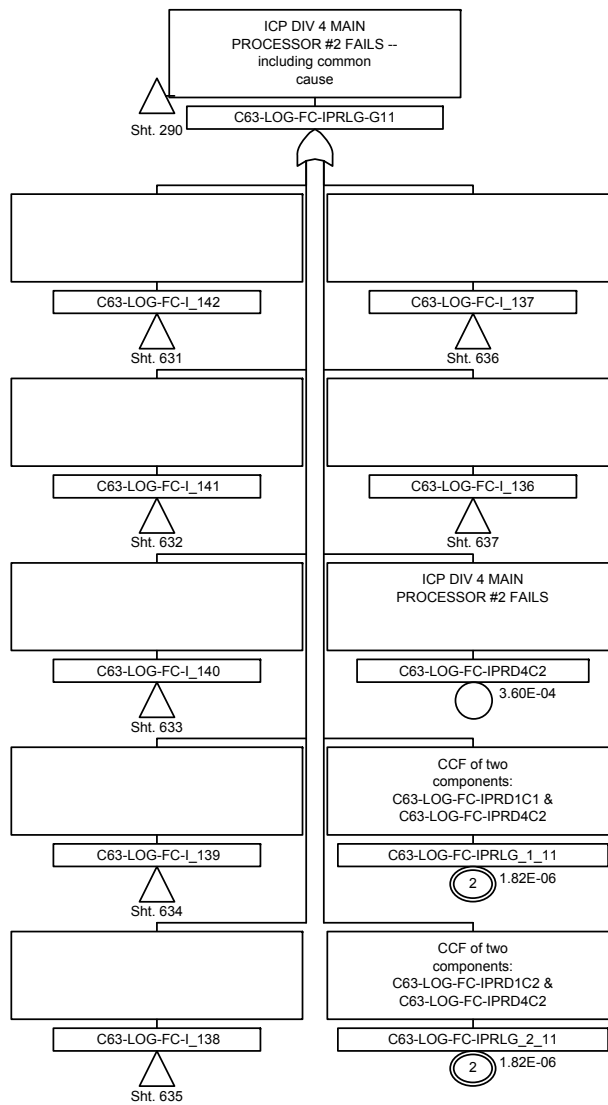 ICP DIV 4 MAIN
PROCESSOR #2 FAILS --
including common
cause
Sht. 290
C63-LOG-FC-IPRLG-G11
C63-LOG-FC-I_142
Sht. 631
C63-LOG-FC-I_137
Sht. 636
C63-LOG-FC-I_141
Sht. 632
C63-LOG-FC-I_136
Sht. 637
C63-LOG-FC-I_140
Sht. 633
ICP DIV 4 MAIN
PROCESSOR #2 FAILS
C63-LOG-FC-IPRD4C2
3.60E-04
C63-LOG-FC-I_139
Sht. 634
CCF of two
components:
C63-LOG-FC-IPRD1C1 &
C63-LOG-FC-IPRD4C2
C63-LOG-FC-IPRLG_1_11
2
1.82E-06
C63-LOG-FC-I_138
Sht. 635
CCF of two
components:
C63-LOG-FC-IPRD1C2 &
C63-LOG-FC-IPRD4C2
C63-LOG-FC-IPRLG_2_11
2
1.82E-06